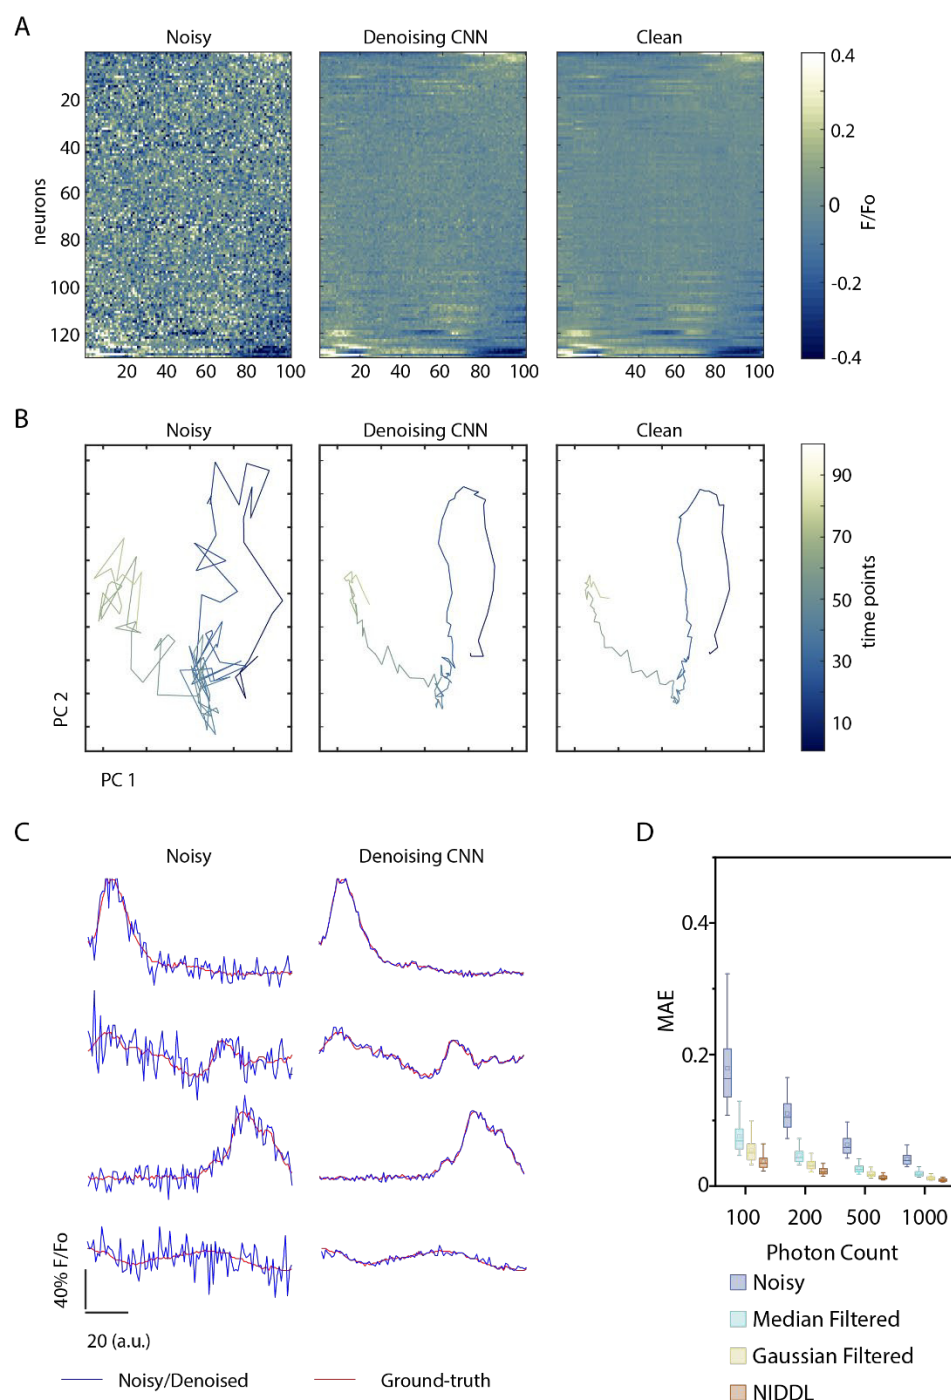 A
Noisy
Denoising CNN
Clean
neurons
20
40
60
80
100
120
20 40 60 80 100
20 40 60 80 100
40 60 80 100
0.4
0.2
0
-0.2
-0.4
F/Fo
B
Noisy
Denoising CNN
Clean
PC 2
PC 1
90
70
50
30
10
time points
C
Noisy
Denoising CNN
40% F/Fo
20 (a.u.)
Noisy/Denoised
Ground-truth
D
MAE
0.4
0.2
0
100 200 500 1000
Photon Count
Noisy
Median Filtered
Gaussian Filtered
NIDDL